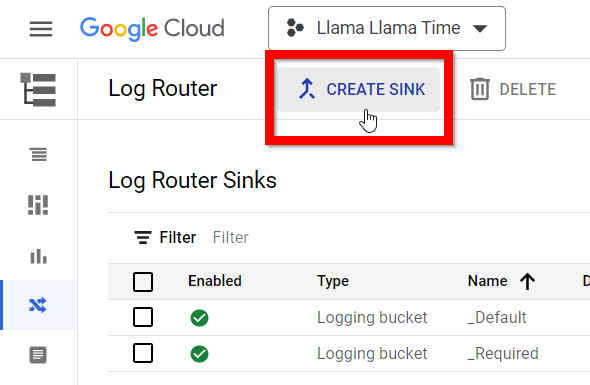 Google Cloud Llama Llama Time
Log Router CREATE SINK DELETE
Log Router Sinks
Filter Filter
Enabled Type Name
Logging bucket _Default
Logging bucket _Required